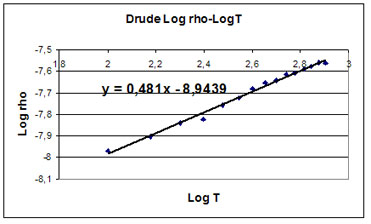 Drude Log rho-LogT
-7,5
1,8 2 2,2 2,4 2,6 2,8 3
-7,6
y = 0,481x - 8,9439
-7,7
-7,8
-7,9
-8
-8,1
Log rho
Log T